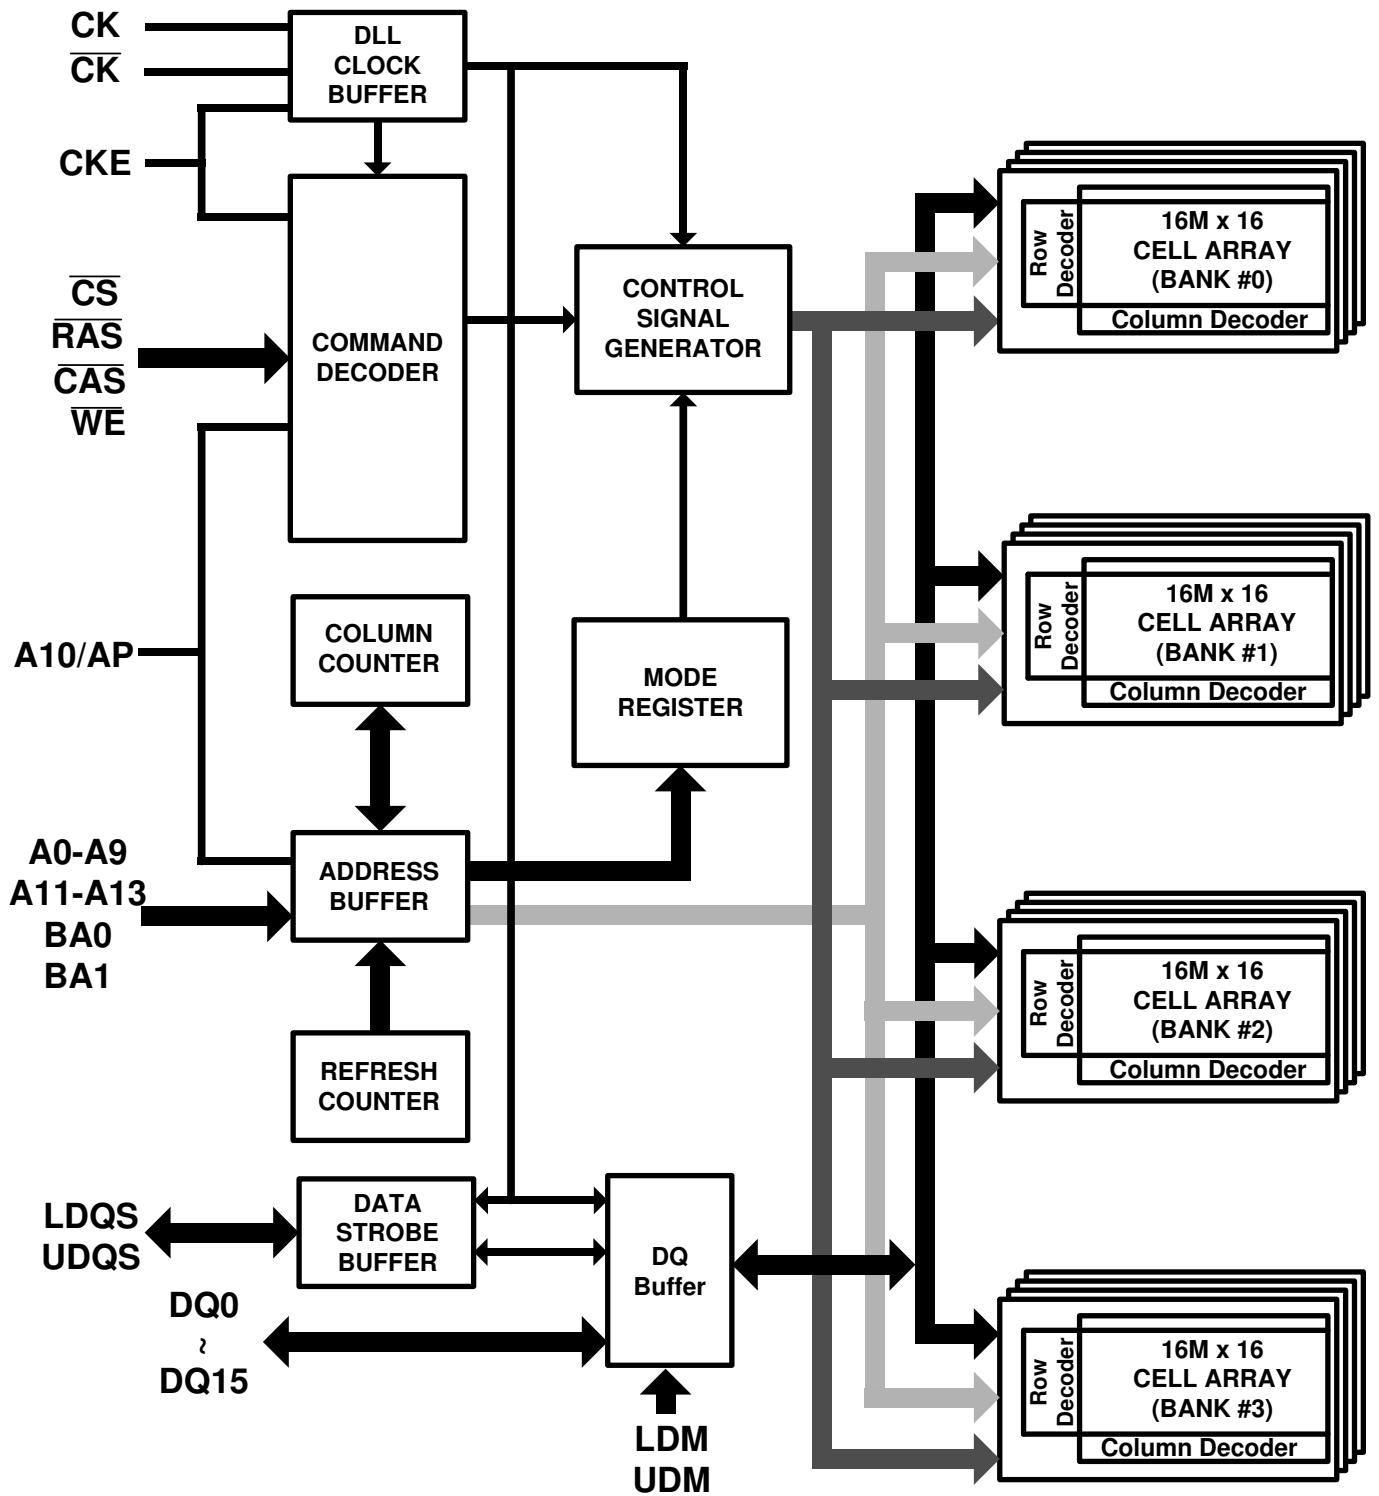 CK
CK
CKE
CS
RAS
CAS
WE
A10/AP
A0-A9
A11-A13
BA0
BA1
LDQS
UDQS
DQ0
~
DQ15
DLL
CLOCK
BUFFER
COMMAND
DECODER
COLUMN
COUNTER
ADDRESS
BUFFER
REFRESH
COUNTER
DATA
STROBE
BUFFER
CONTROL
SIGNAL
GENERATOR
MODE
REGISTER
DQ
Buffer
LDM
UDM
Row
Decoder
16M x 16
CELL ARRAY
(BANK #0)
Column Decoder
Row
Decoder
16M x 16
CELL ARRAY
(BANK #1)
Column Decoder
Row
Decoder
16M x 16
CELL ARRAY
(BANK #2)
Column Decoder
Row
Decoder
16M x 16
CELL ARRAY
(BANK #3)
Column Decoder